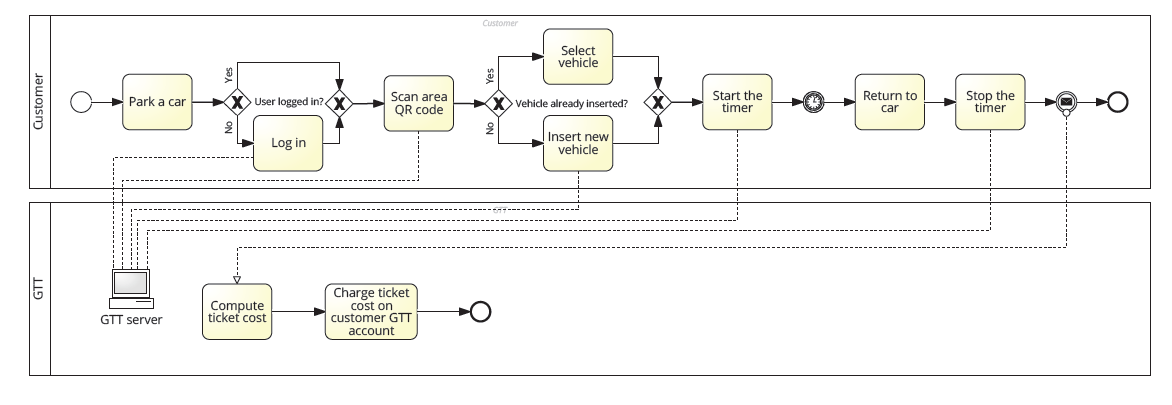 Customer
Customer
Park a car
Yes
User logged in?
No
Log in
Scan area
QR code
Yes
Vehicle already inserted?
No
Select
vehicle
Insert new
vehicle
Start the
timer
Return to
car
Stop the
timer
GTT
GTT
GTT server
Compute
ticket cost
Charge ticket
cost on
customer GTT
account